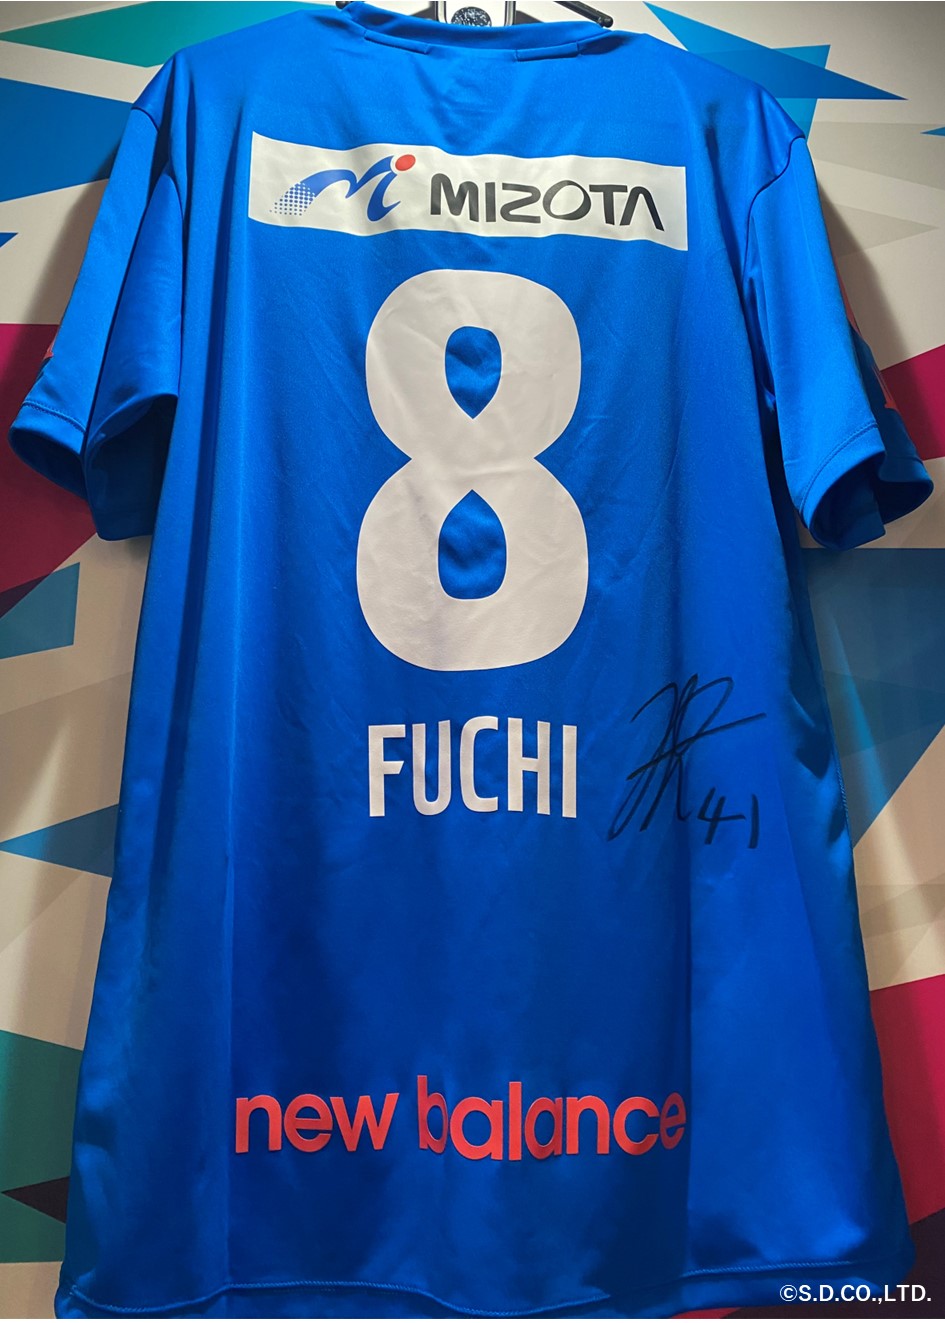 MIZOTA
8
FUCHI
41
new balance
©S.D.CO.,LTD.